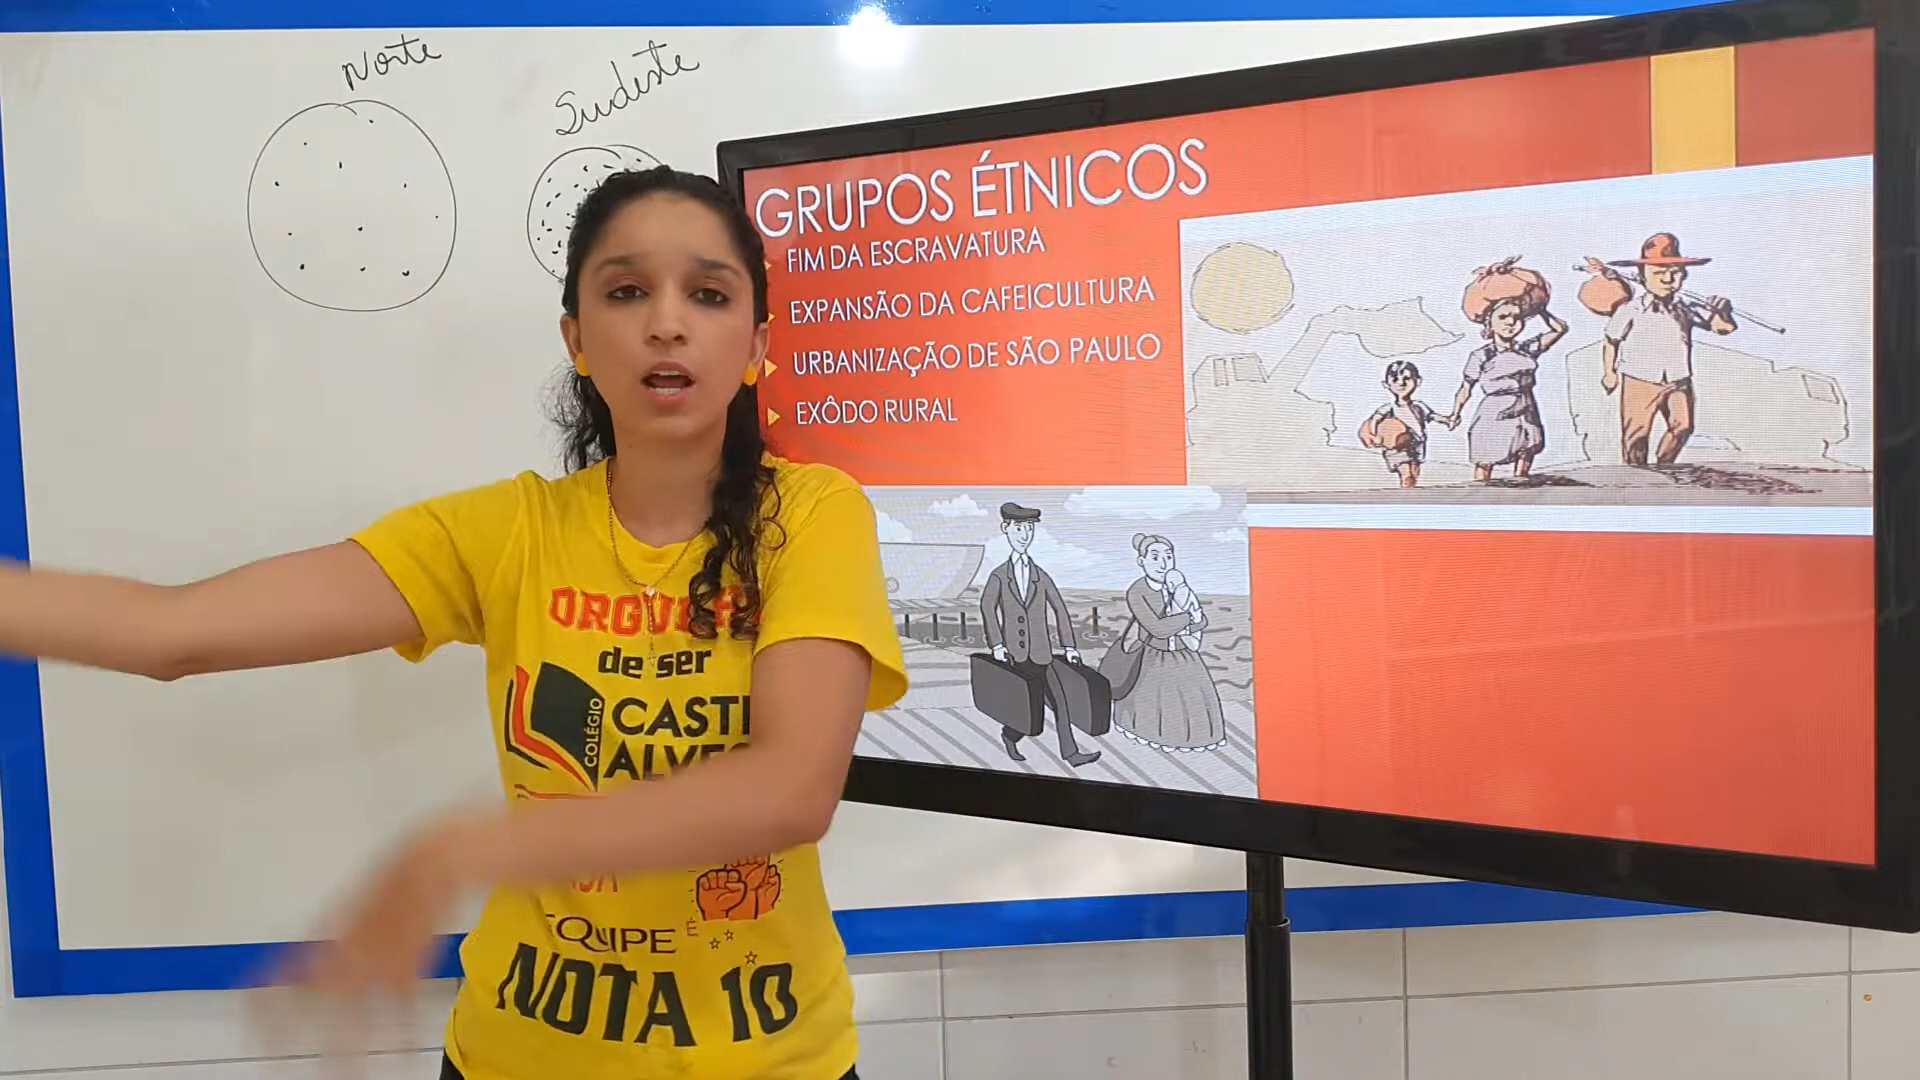 Norte
Sudeste
GRUPOS ÉTNICOS
FIM DA ESCRAVATURA
EXPANSÃO DA CAFEICULTURA
URBANIZAÇÃO DE SÃO PAULO
EXÔDO RURAL
de ser
COLÉGIO
EQUIPE É
NOTA 10